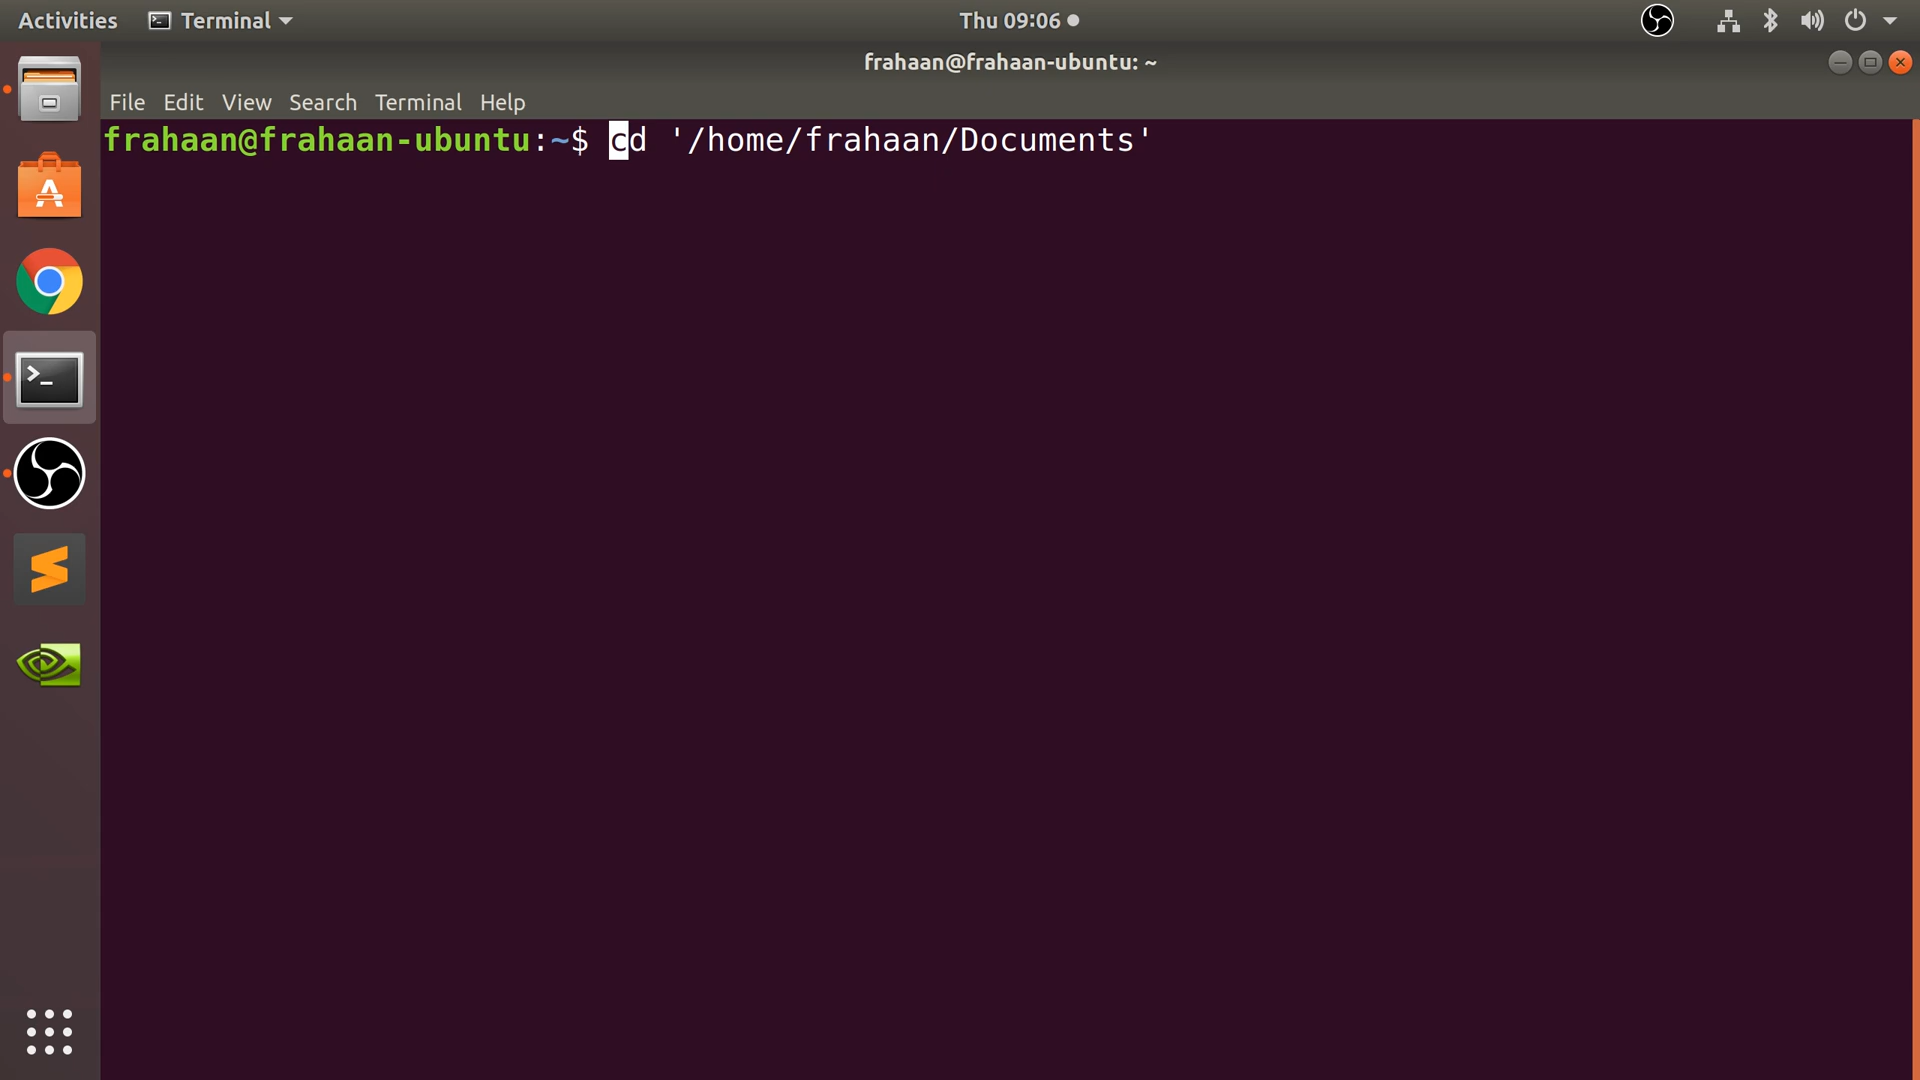 Activities Terminal Thu 09:06
frahaan@frahaan-ubuntu: ~
File Edit View Search Terminal Help
frahaan@frahaan-ubuntu:~$ cd '/home/frahaan/Documents'